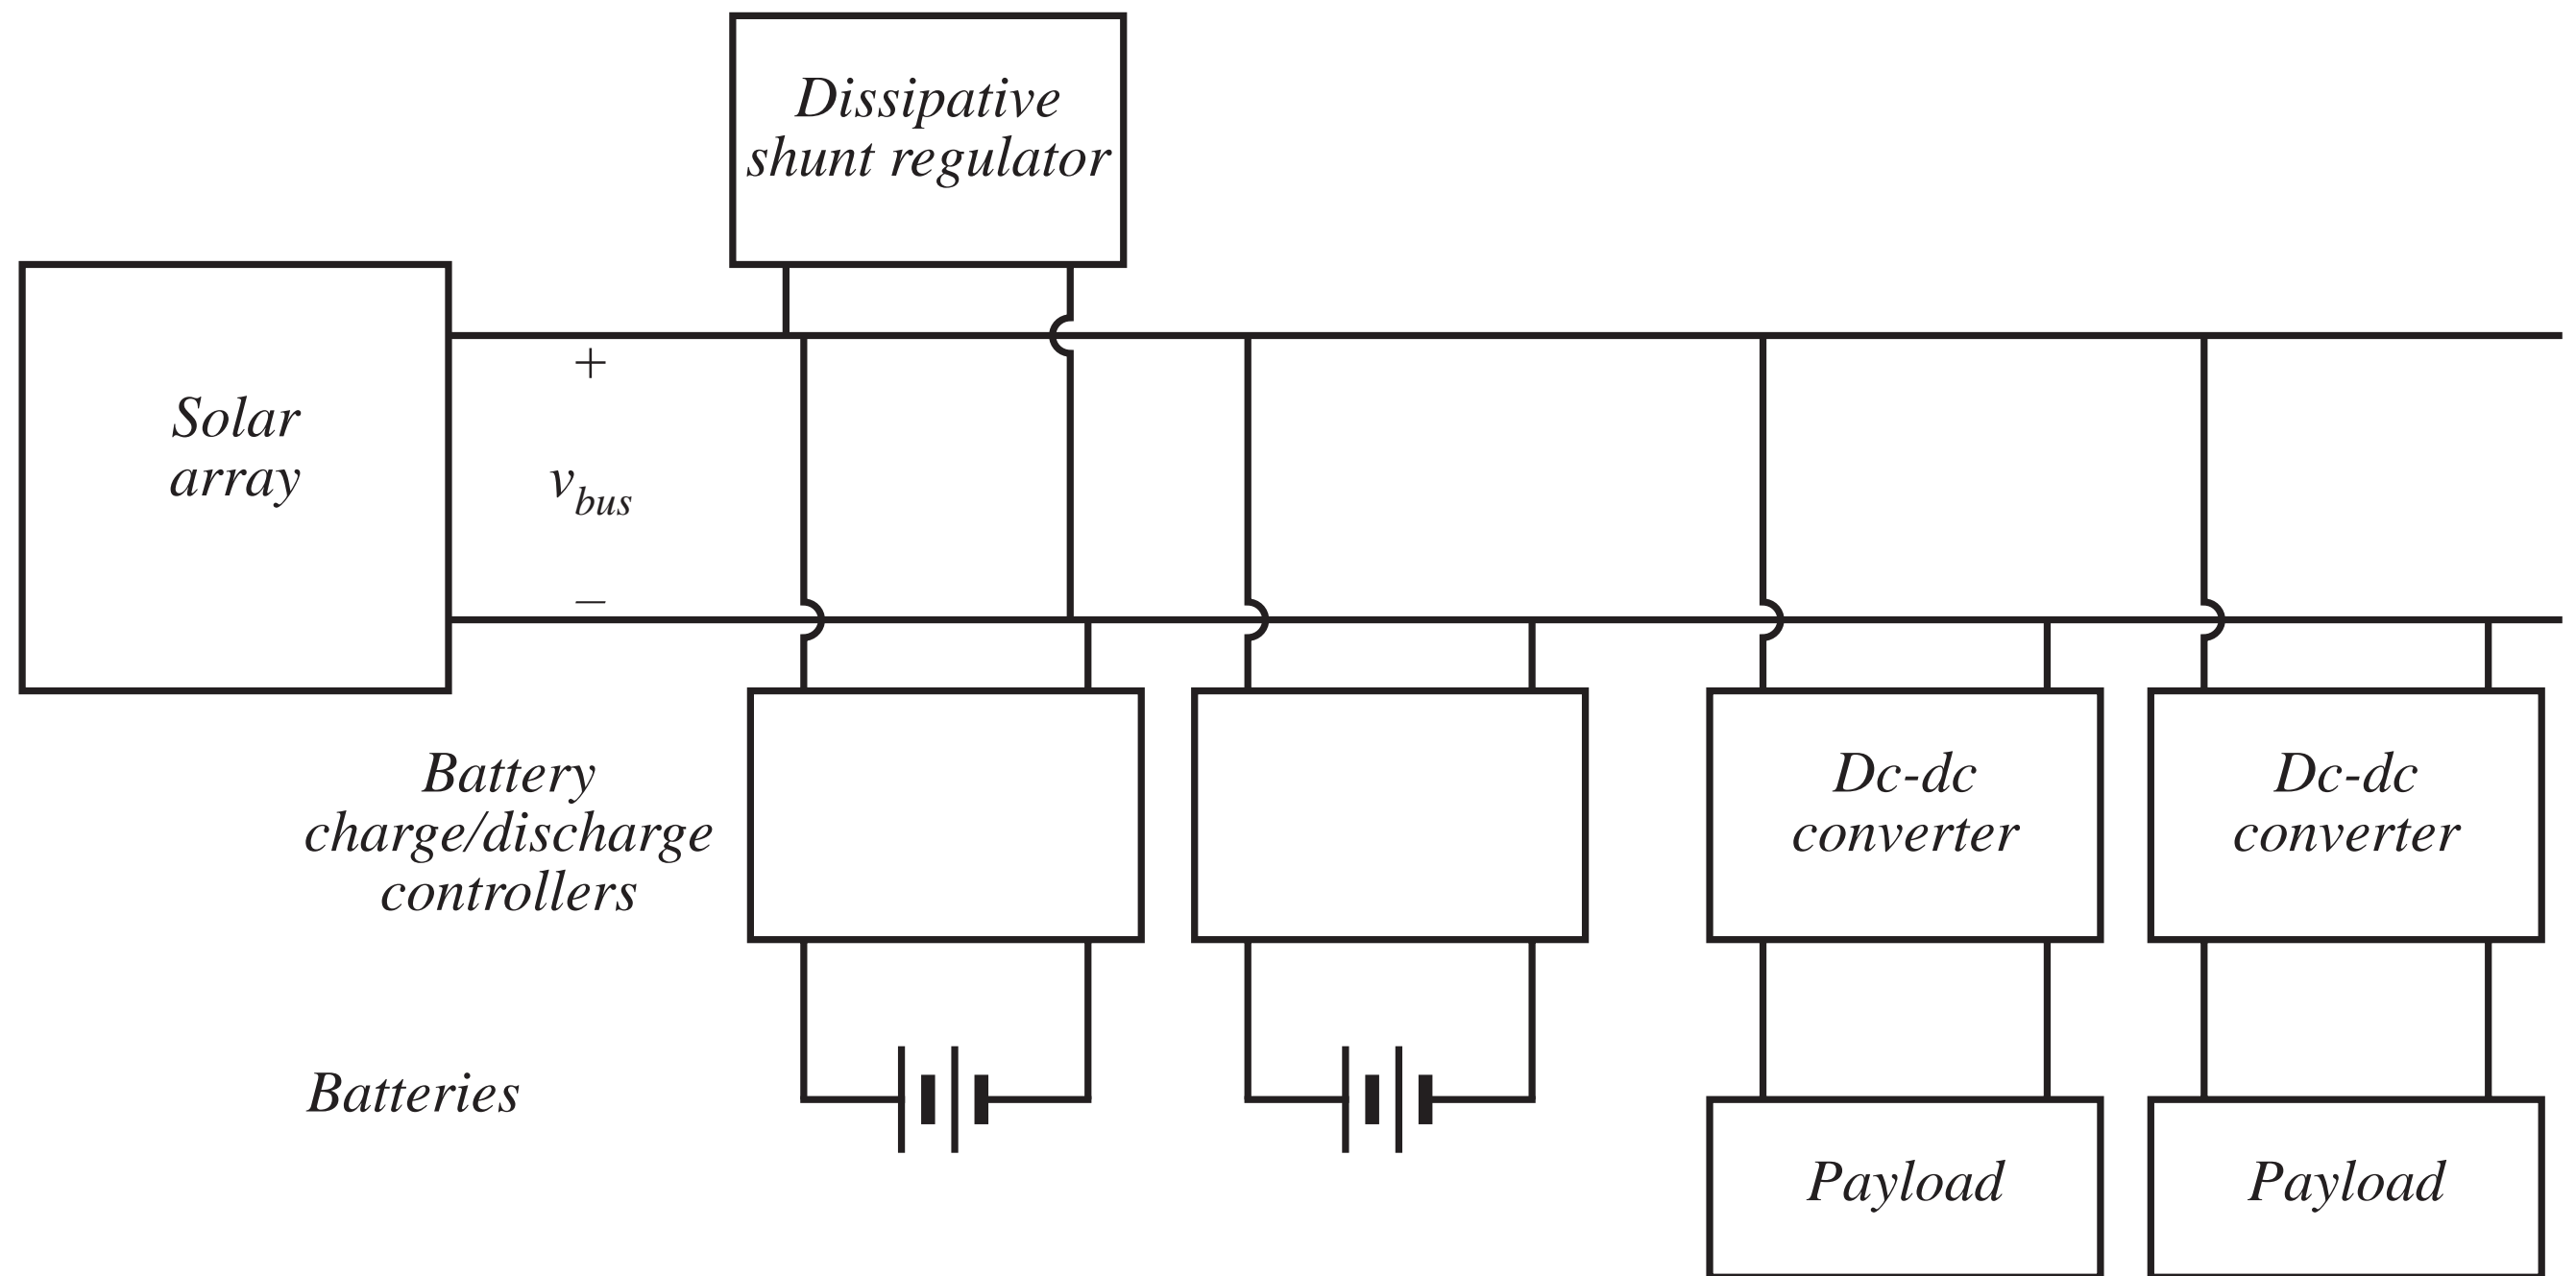 Dissipative
shunt regulator
Solar
array
+
v_bus
–
Battery
charge/discharge
controllers
Dc-dc
converter
Dc-dc
converter
Batteries
Payload
Payload